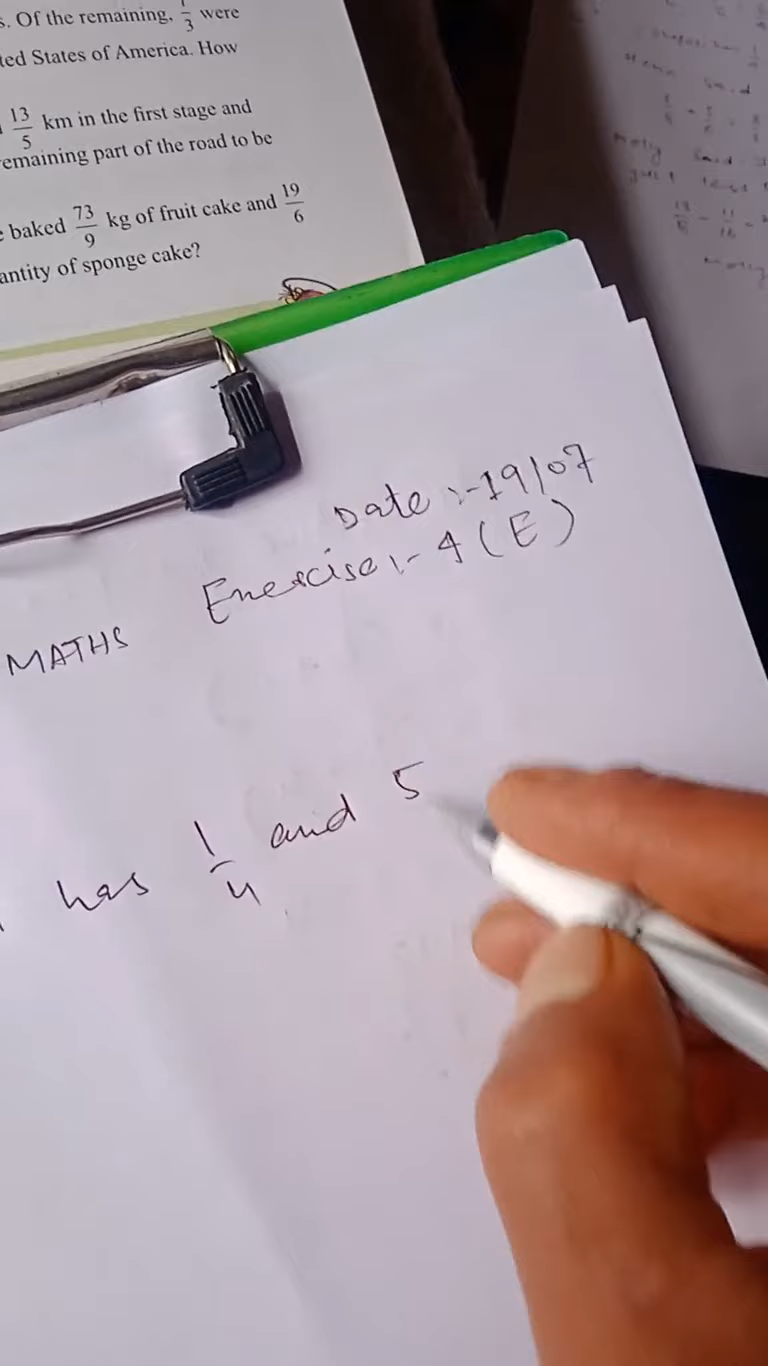 s. Of the remaining, 1/3 were
ted States of America. How
13/5 km in the first stage and
emaining part of the road to be
e baked 73/9 kg of fruit cake and 19/6
antity of sponge cake?
Date :- 19/07
MATHS Enercise :- 4 (E)
has 1/4 and 5